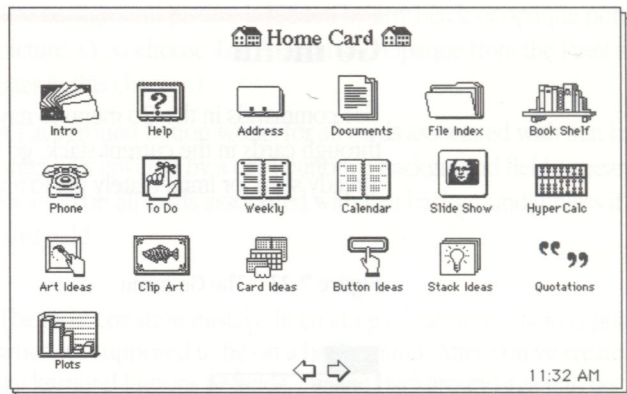 Home Card
Intro Help Address Documents File Index Book Shelf
Phone To Do Weekly Calendar Slide Show HyperCalc
Art Ideas Clip Art Card Ideas Button Ideas Stack Ideas Quotations
Plots
11:32 AM